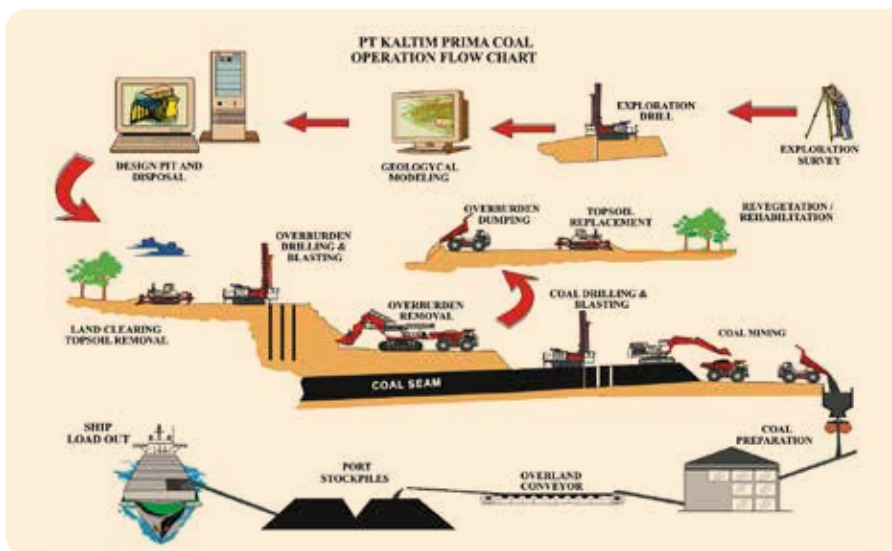 PT KALTIM PRIMA COAL
OPERATION FLOW CHART
EXPLORATION
DRILL
EXPLORATION
SURVEY
GEOLOGYCAL
MODELING
DESIGN PIT AND
DISPOSAL
OVERBURDEN
DUMPING
TOPSOIL
REPLACEMENT
REVEGETATION /
REHABILITATION
OVERBURDEN
DRILLING &
BLASTING
LAND CLEARING
TOPSOIL REMOVAL
OVERBURDEN
REMOVAL
COAL DRILLING &
BLASTING
COAL MINING
COAL SEAM
SHIP
LOAD OUT
PORT
STOCKPILES
OVERLAND
CONVEYOR
COAL
PREPARATION